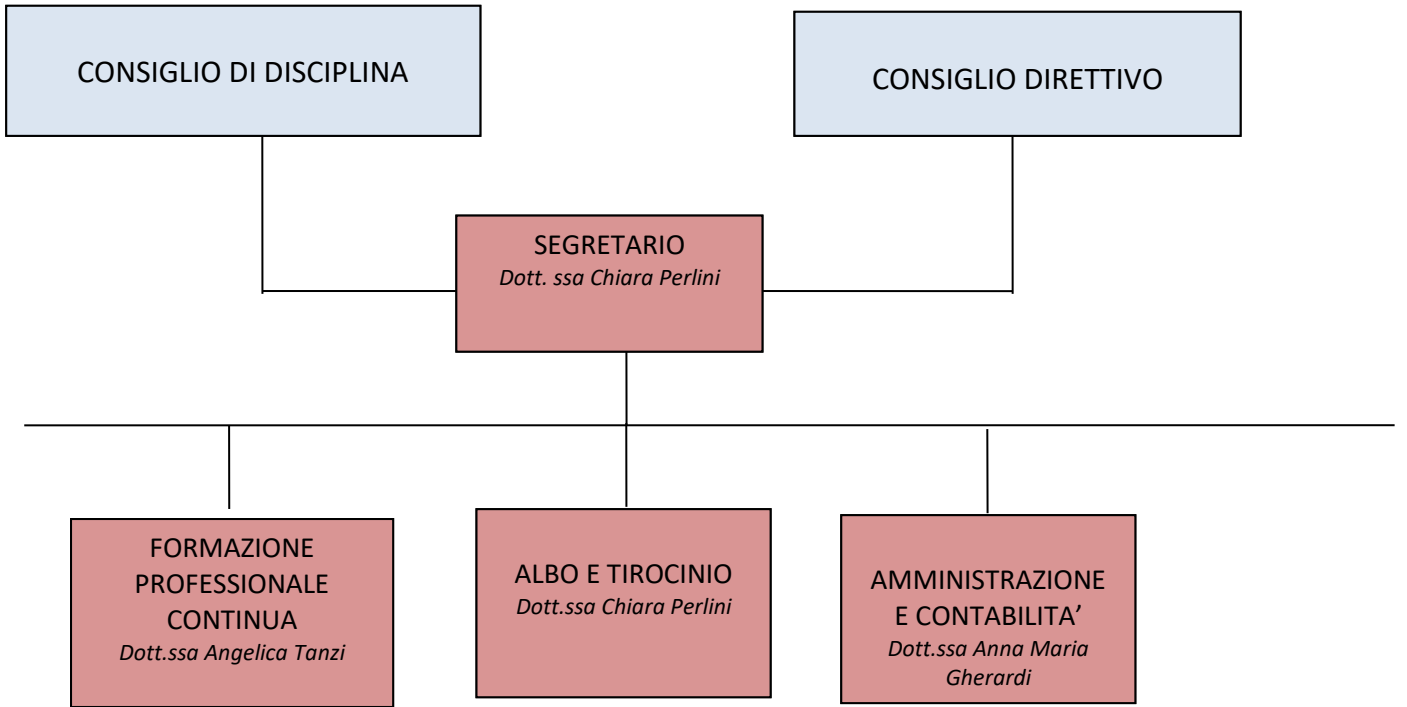 CONSIGLIO DI DISCIPLINA
CONSIGLIO DIRETTIVO
SEGRETARIO
Dott. ssa Chiara Perlini
FORMAZIONE
PROFESSIONALE
CONTINUA
Dott.ssa Angelica Tanzi
ALBO E TIROCINIO
Dott.ssa Chiara Perlini
AMMINISTRAZIONE
E CONTABILITA’
Dott.ssa Anna Maria
Gherardi